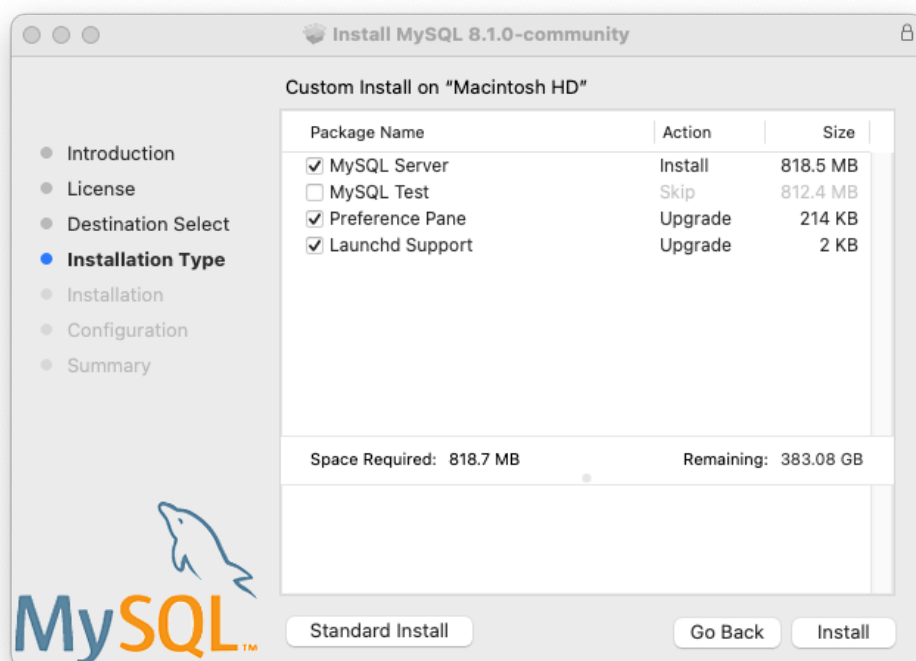 Install MySQL 8.1.0-community
Custom Install on “Macintosh HD”
Introduction
License
Destination Select
Installation Type
Installation
Configuration
Summary
Package Name Action Size
MySQL Server Install 818.5 MB
MySQL Test Skip 812.4 MB
Preference Pane Upgrade 214 KB
Launchd Support Upgrade 2 KB
Space Required: 818.7 MB Remaining: 383.08 GB
MySQL™
Standard Install Go Back Install